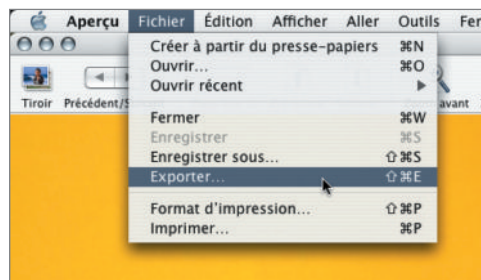 Aperçu Fichier Édition Afficher Aller Outils
Créer à partir du presse-papiers ⌘N
Ouvrir... ⌘O
Ouvrir récent ▶
Tiroir Précédent/S avant
Fermer ⌘W
Enregistrer ⌘S
Enregistrer sous... ⇧⌘S
Exporter... ⇧⌘E
Format d'impression... ⇧⌘P
Imprimer... ⌘P